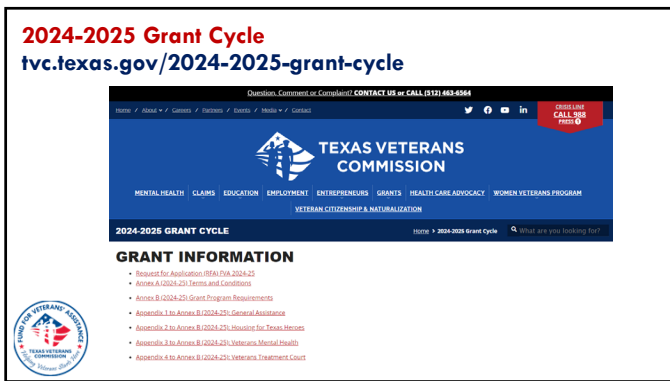 2024-2025 Grant Cycle
tvc.texas.gov/2024-2025-grant-cycle
Question, Comment or Complaint? CONTACT US or CALL (512) 463-6564
Home / About / Careers / Partners / Events / Media / Contact
CRISIS LINE
CALL 988
PRESS 1
TEXAS VETERANS
COMMISSION
MENTAL HEALTH CLAIMS EDUCATION EMPLOYMENT ENTREPRENEURS GRANTS HEALTH CARE ADVOCACY WOMEN VETERANS PROGRAM
VETERAN CITIZENSHIP & NATURALIZATION
2024-2025 GRANT CYCLE
Home > 2024-2025 Grant Cycle
What are you looking for?
GRANT INFORMATION
• Request for Application (RFA) FVA 2024-25
• Annex A (2024-25) Terms and Conditions
• Annex B (2024-25) Grant Program Requirements
• Appendix 1 to Annex B (2024-25): General Assistance
• Appendix 2 to Annex B (2024-25): Housing for Texas Heroes
• Appendix 3 to Annex B (2024-25): Veterans Mental Health
• Appendix 4 to Annex B (2024-25): Veterans Treatment Court
FUND FOR VETERANS' ASSISTANCE
TEXAS VETERANS
COMMISSION
Helping Veterans Starts Here